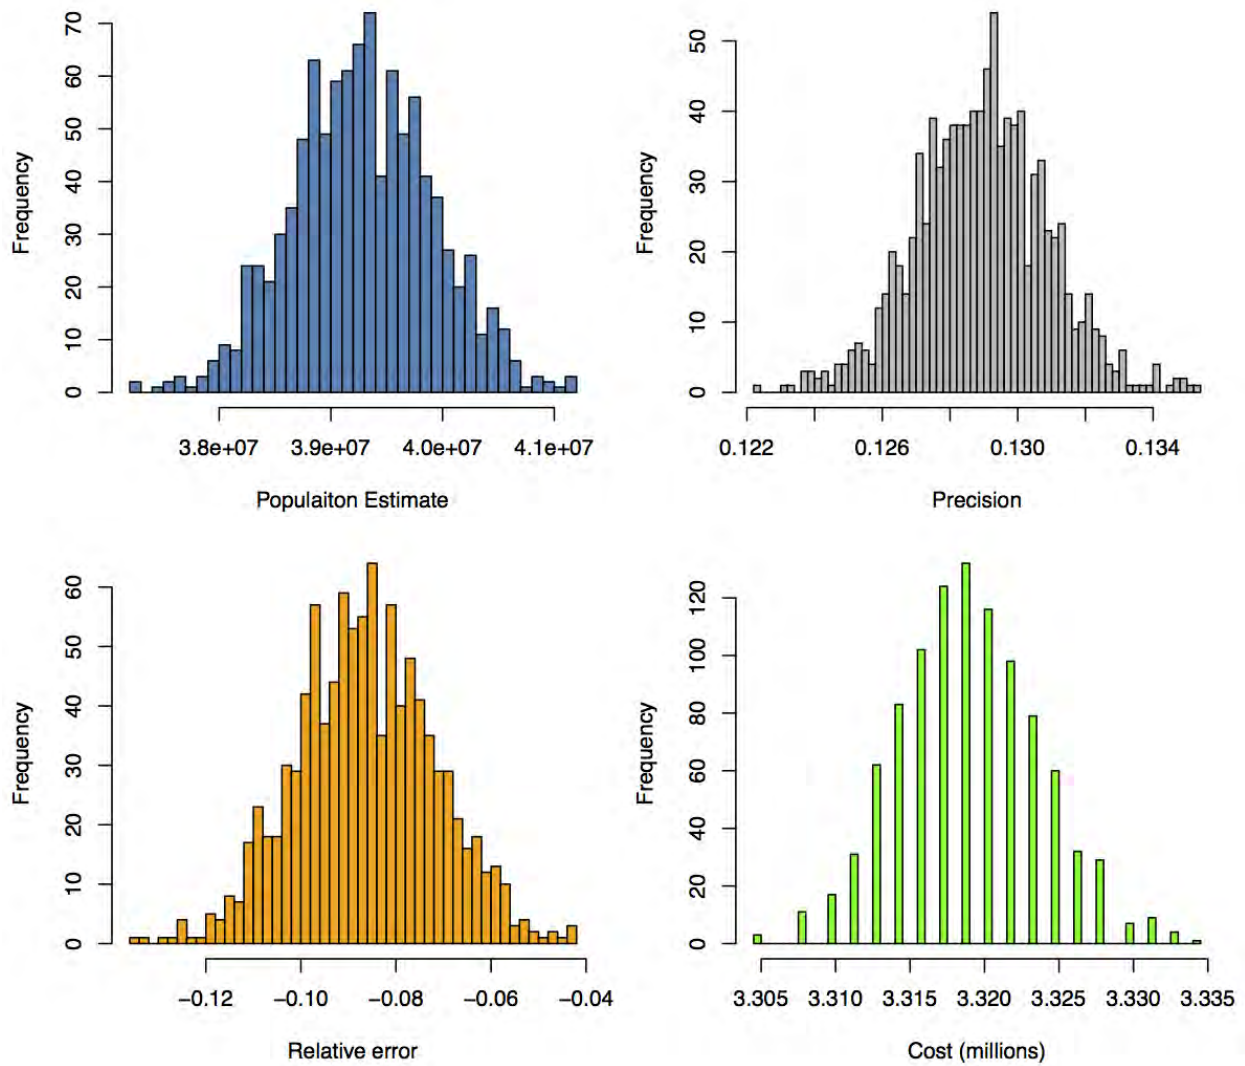 Frequency
0 10 20 30 40 50 60 70
3.8e+07 3.9e+07 4.0e+07 4.1e+07
Populaiton Estimate
Frequency
0 10 20 30 40 50
0.122 0.126 0.130 0.134
Precision
Frequency
0 10 20 30 40 50 60
−0.12 −0.10 −0.08 −0.06 −0.04
Relative error
Frequency
0 20 40 60 80 100 120
3.305 3.310 3.315 3.320 3.325 3.330 3.335
Cost (millions)